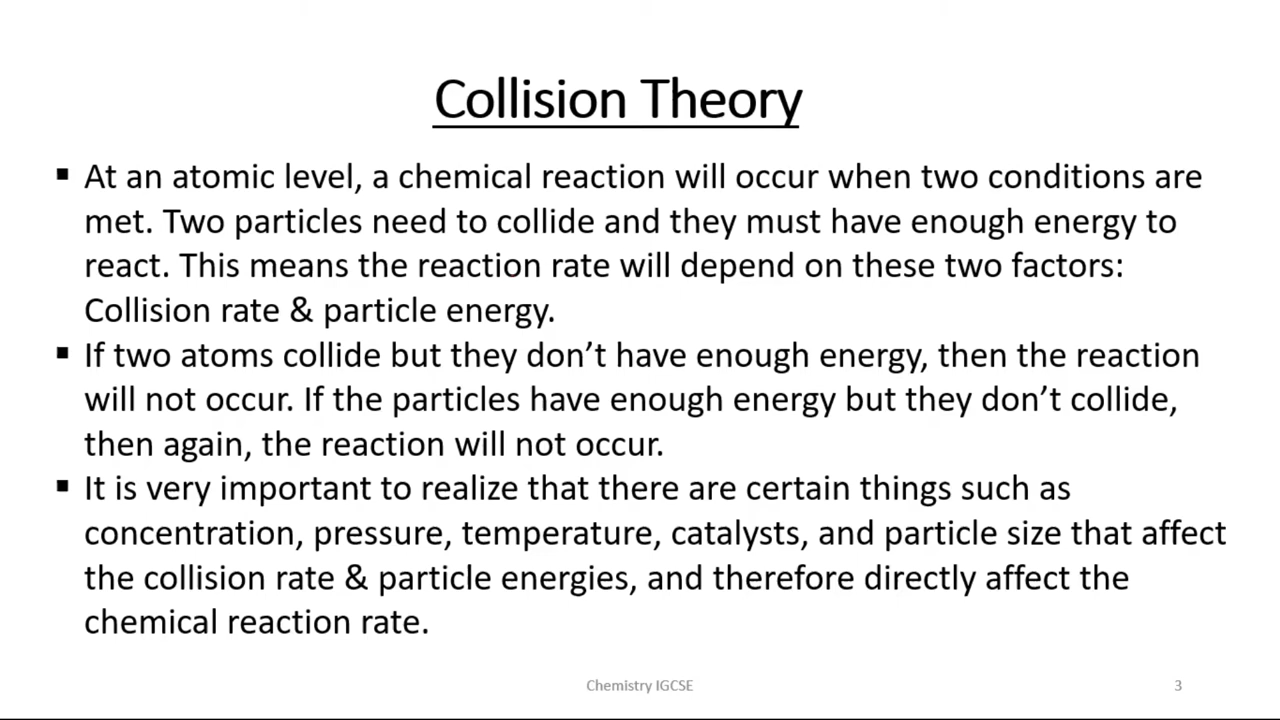 Collision Theory
▪ At an atomic level, a chemical reaction will occur when two conditions are
met. Two particles need to collide and they must have enough energy to
react. This means the reaction rate will depend on these two factors:
Collision rate & particle energy.
▪ If two atoms collide but they don’t have enough energy, then the reaction
will not occur. If the particles have enough energy but they don’t collide,
then again, the reaction will not occur.
▪ It is very important to realize that there are certain things such as
concentration, pressure, temperature, catalysts, and particle size that affect
the collision rate & particle energies, and therefore directly affect the
chemical reaction rate.
Chemistry IGCSE
3